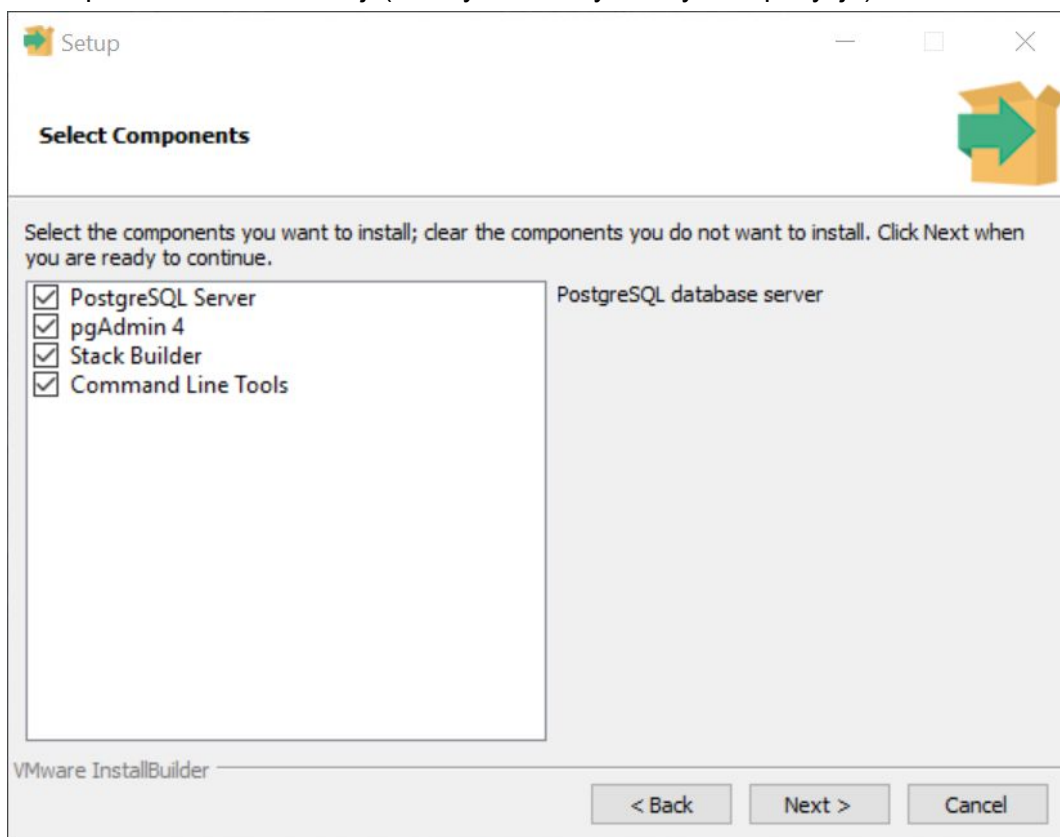 Setup
Select Components
Select the components you want to install; clear the components you do not want to install. Click Next when
you are ready to continue.
PostgreSQL Server
pgAdmin 4
Stack Builder
Command Line Tools
PostgreSQL database server
VMware InstallBuilder
< Back
Next >
Cancel